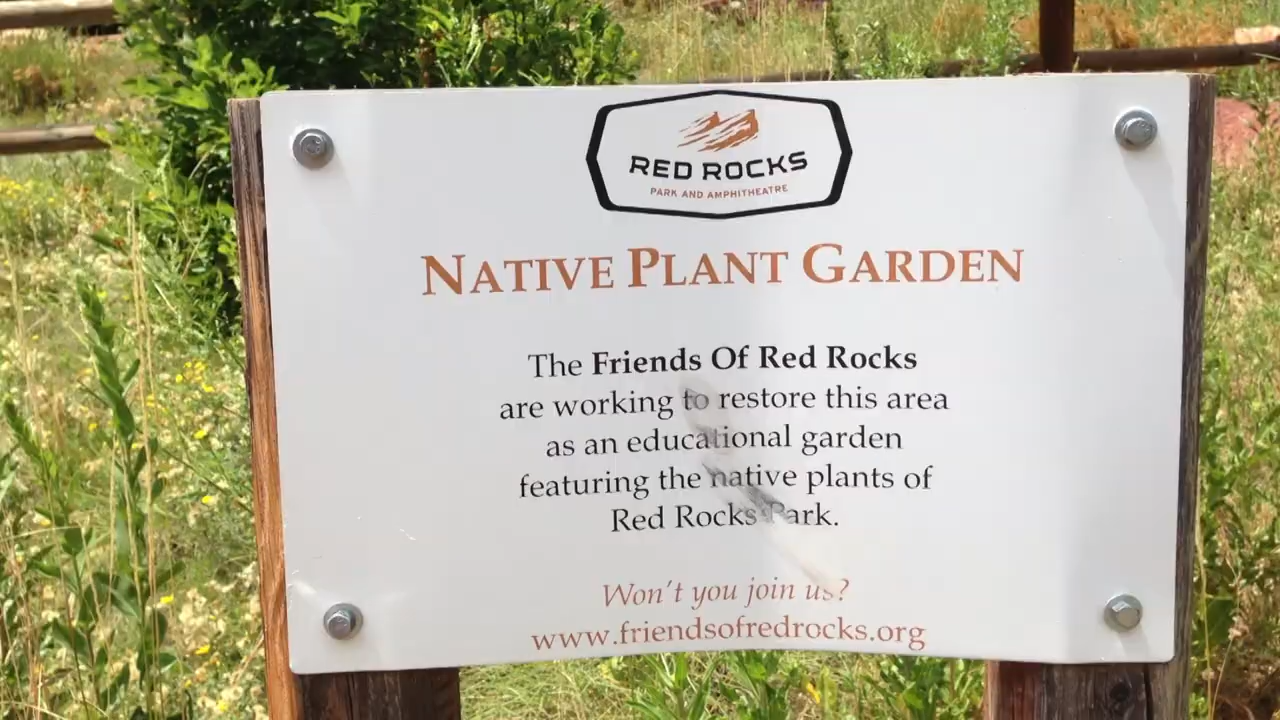 RED ROCKS
PARK AND AMPHITHEATRE
NATIVE PLANT GARDEN
The Friends Of Red Rocks
are working to restore this area
as an educational garden
featuring the native plants of
Red Rocks Park.
Won't you join us?
www.friendsofredrocks.org